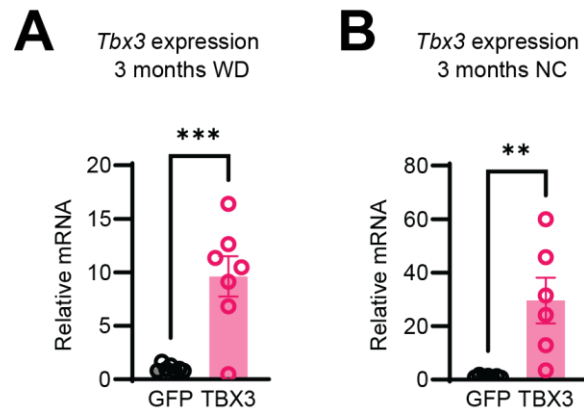 A
Tbx3 expression
3 months WD
***
Relative mRNA
20
15
10
5
0
GFP TBX3
B
Tbx3 expression
3 months NC
**
Relative mRNA
80
60
40
20
0
GFP TBX3